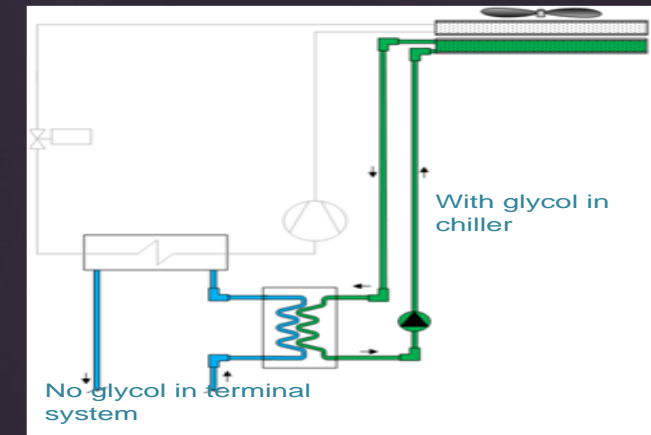 With glycol in
chiller
No glycol in terminal
system